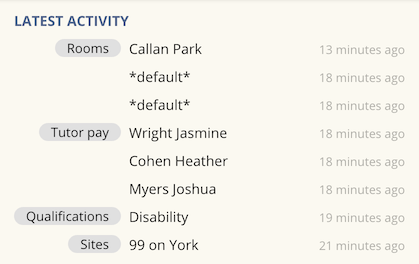 LATEST ACTIVITY
Rooms Callan Park 13 minutes ago
*default* 18 minutes ago
*default* 18 minutes ago
Tutor pay Wright Jasmine 18 minutes ago
Cohen Heather 18 minutes ago
Myers Joshua 18 minutes ago
Qualifications Disability 19 minutes ago
Sites 99 on York 21 minutes ago